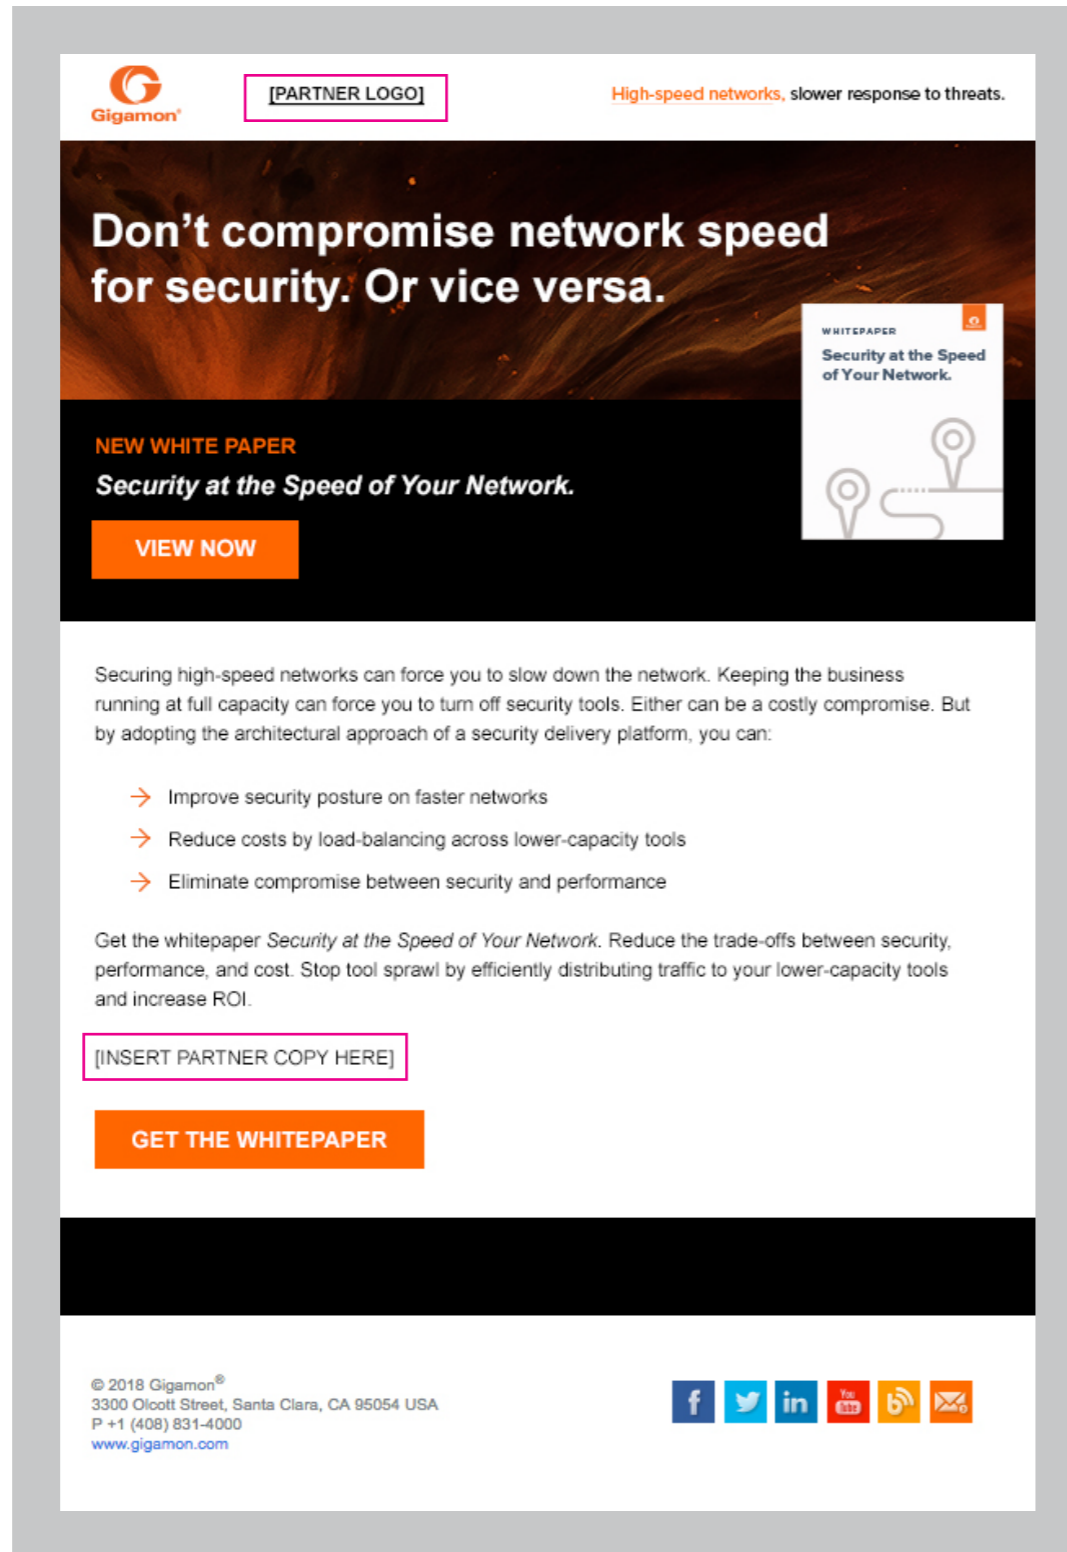 Gigamon®
[PARTNER LOGO]
High-speed networks, slower response to threats.
Don't compromise network speed
for security. Or vice versa.
WHITEPAPER
Security at the Speed
of Your Network.
NEW WHITE PAPER
Security at the Speed of Your Network.
VIEW NOW
Securing high-speed networks can force you to slow down the network. Keeping the business
running at full capacity can force you to turn off security tools. Either can be a costly compromise. But
by adopting the architectural approach of a security delivery platform, you can:
Improve security posture on faster networks
Reduce costs by load-balancing across lower-capacity tools
Eliminate compromise between security and performance
Get the whitepaper Security at the Speed of Your Network. Reduce the trade-offs between security,
performance, and cost. Stop tool sprawl by efficiently distributing traffic to your lower-capacity tools
and increase ROI.
[INSERT PARTNER COPY HERE]
GET THE WHITEPAPER
© 2018 Gigamon®
3300 Olcott Street, Santa Clara, CA 95054 USA
P +1 (408) 831-4000
www.gigamon.com
You
Tube